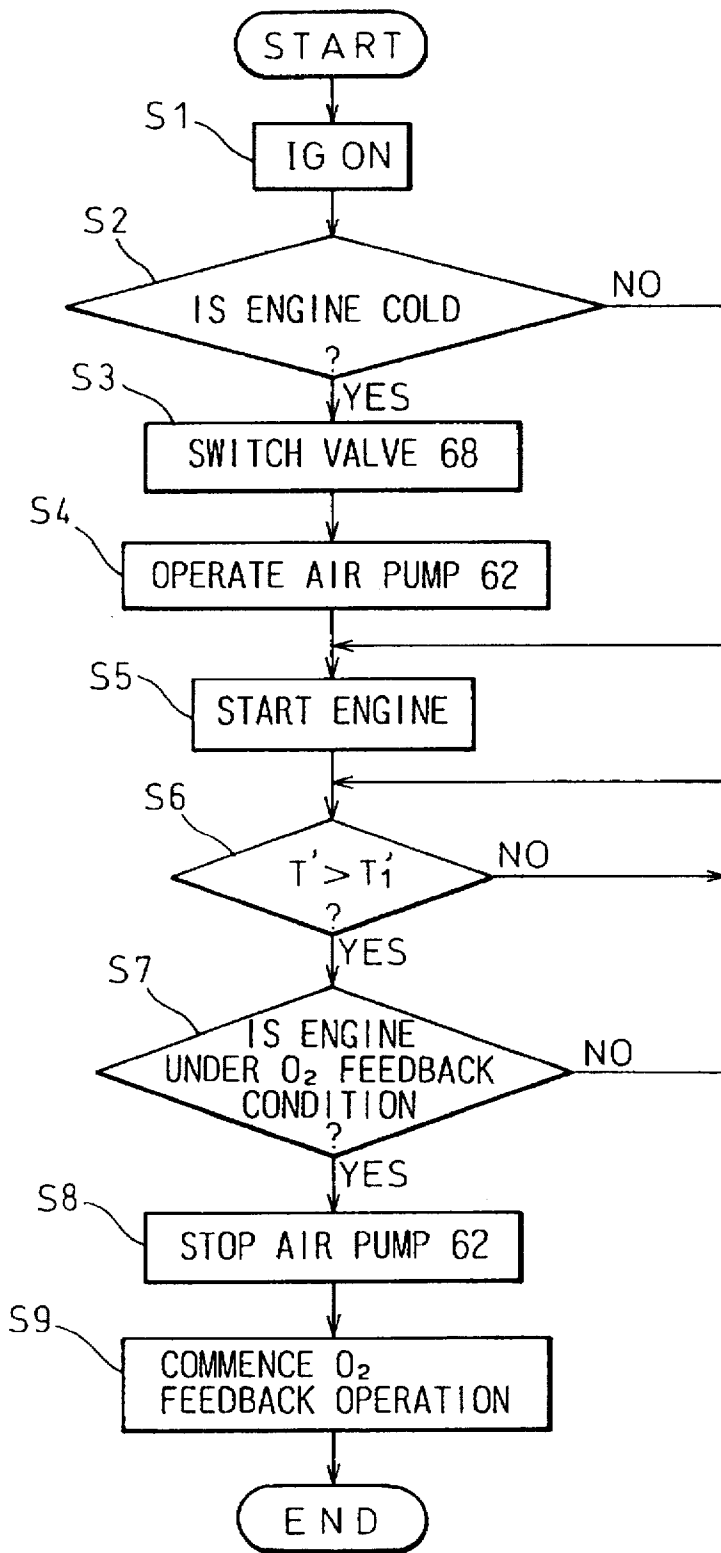 START
S1
IG ON
S2
IS ENGINE COLD
?
NO
YES
S3
SWITCH VALVE 68
S4
OPERATE AIR PUMP 62
S5
START ENGINE
S6
T' > T1'
?
NO
YES
S7
IS ENGINE
UNDER O₂ FEEDBACK
CONDITION
?
NO
YES
S8
STOP AIR PUMP 62
S9
COMMENCE O₂
FEEDBACK OPERATION
END